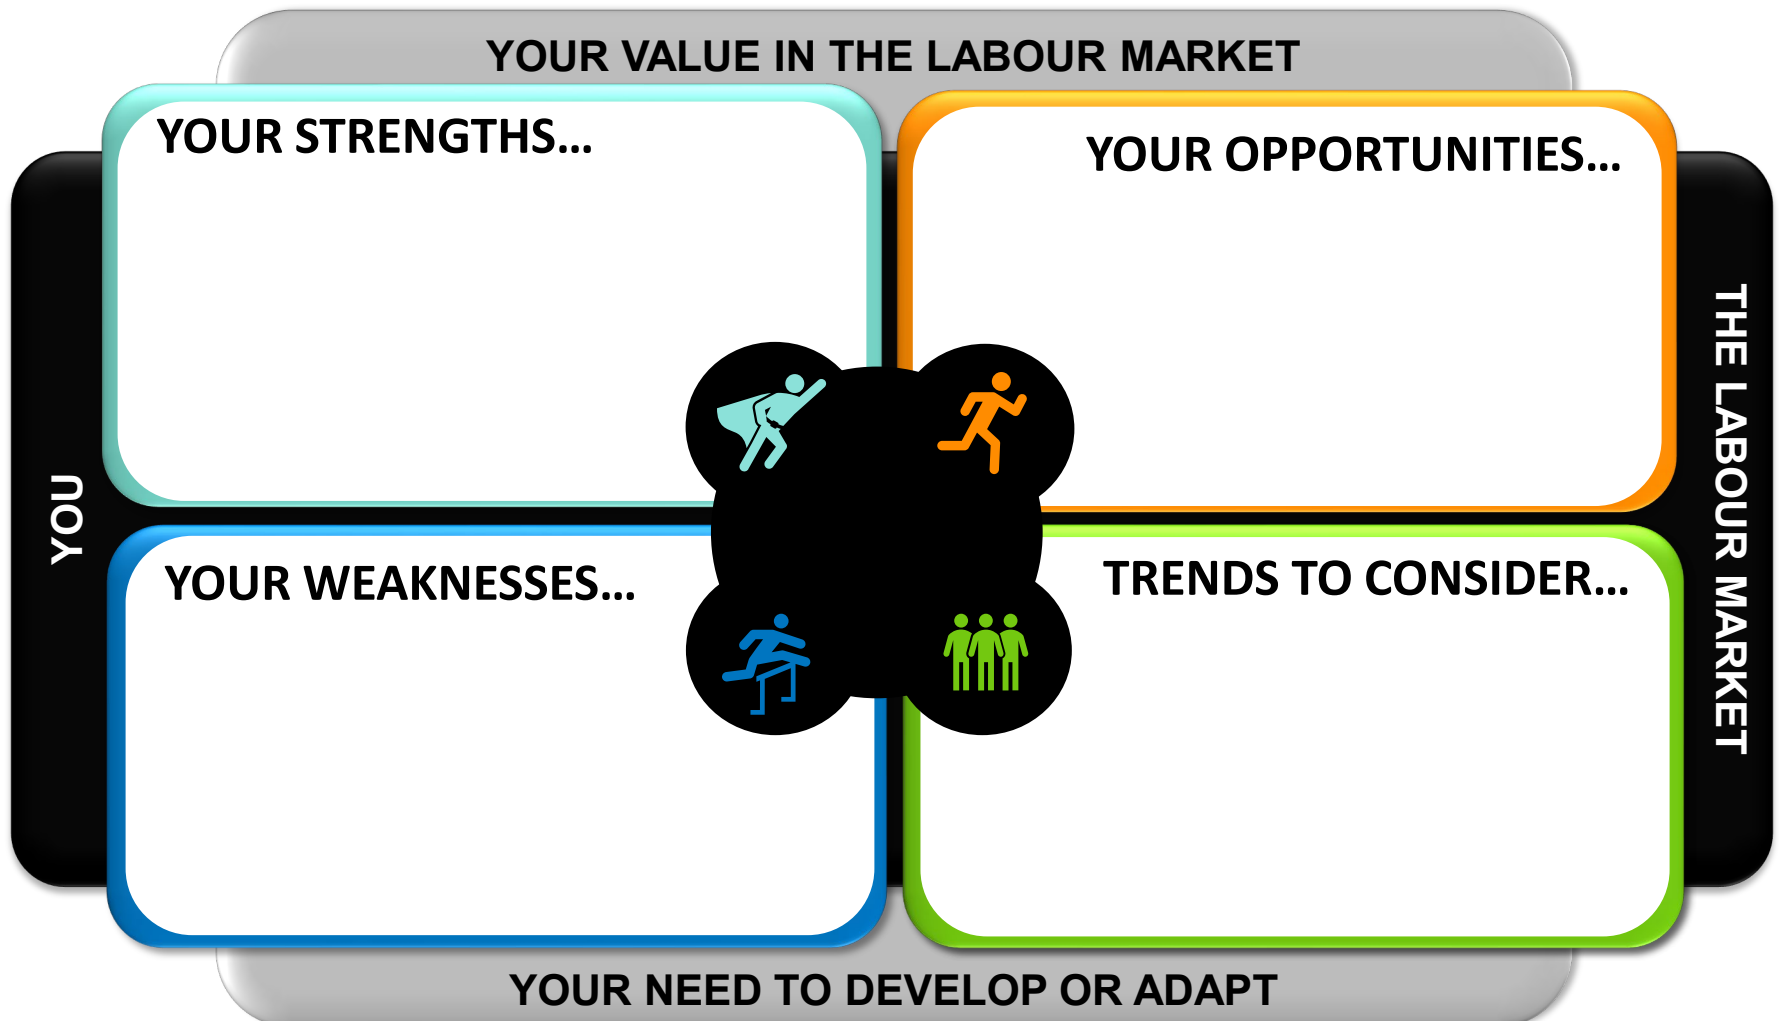 YOUR VALUE IN THE LABOUR MARKET
YOUR STRENGTHS...
YOUR OPPORTUNITIES...
YOU
THE LABOUR MARKET
YOUR WEAKNESSES...
TRENDS TO CONSIDER...
YOUR NEED TO DEVELOP OR ADAPT